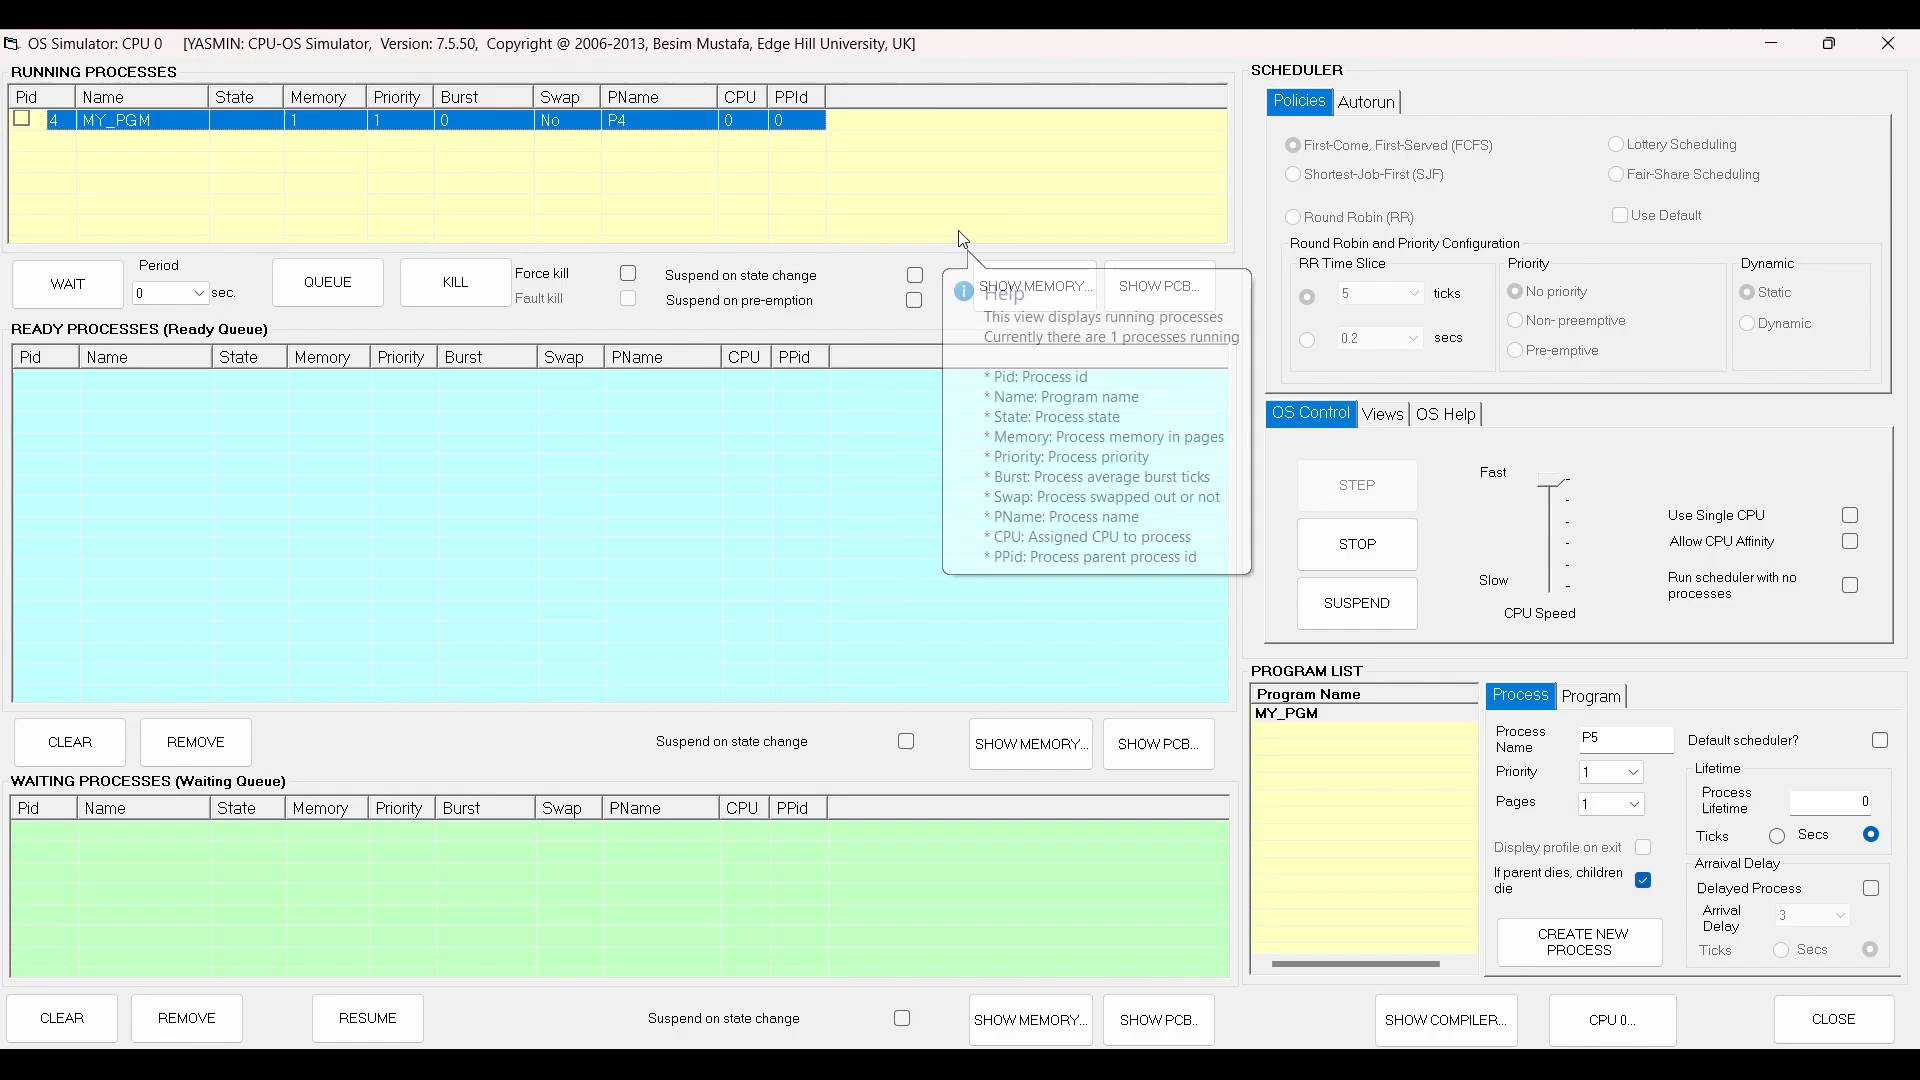 OS Simulator: CPU 0 [YASMIN: CPU-OS Simulator, Version: 7.5.50, Copyright @ 2006-2013, Besim Mustafa, Edge Hill University, UK]
RUNNING PROCESSES
Pid Name State Memory Priority Burst Swap PName CPU PPId
4 MY_PGM 1 1 0 No P4 0 0
WAIT
Period
0 sec.
QUEUE
KILL
Force kill
Fault kill
Suspend on state change
Suspend on pre-emption
SHOW MEMORY...
SHOW PCB...
Help
This view displays running processes
Currently there are 1 processes running
* Pid: Process id
* Name: Program name
* State: Process state
* Memory: Process memory in pages
* Priority: Process priority
* Burst: Process average burst ticks
* Swap: Process swapped out or not
* PName: Process name
* CPU: Assigned CPU to process
* PPid: Process parent process id
READY PROCESSES (Ready Queue)
Pid Name State Memory Priority Burst Swap PName CPU PPid
CLEAR
REMOVE
Suspend on state change
SHOW MEMORY...
SHOW PCB...
WAITING PROCESSES (Waiting Queue)
Pid Name State Memory Priority Burst Swap PName CPU PPid
CLEAR
REMOVE
RESUME
Suspend on state change
SHOW MEMORY...
SHOW PCB..
SCHEDULER
Policies Autorun
First-Come, First-Served (FCFS)
Lottery Scheduling
Shortest-Job-First (SJF)
Fair-Share Scheduling
Round Robin (RR)
Use Default
Round Robin and Priority Configuration
RR Time Slice
5 ticks
0.2 secs
Priority
No priority
Non- preemptive
Pre-emptive
Dynamic
Static
Dynamic
OS Control Views OS Help
STEP
STOP
SUSPEND
Fast
Slow
CPU Speed
Use Single CPU
Allow CPU Affinity
Run scheduler with no
processes
PROGRAM LIST
Program Name
MY_PGM
Process Program
Process
Name
P5
Priority 1
Pages 1
Display profile on exit
If parent dies, children
die
CREATE NEW
PROCESS
Default scheduler?
Lifetime
Process
Lifetime
0
Ticks Secs
Arraival Delay
Delayed Process
Arrival
Delay
3
Ticks Secs
SHOW COMPILER...
CPU 0...
CLOSE